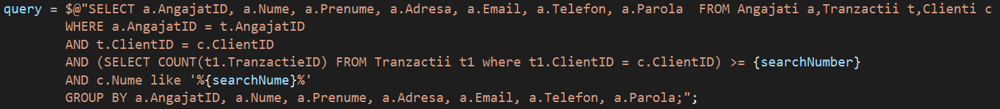 query = $@"SELECT a.AngajatID, a.Nume, a.Prenume, a.Adresa, a.Email, a.Telefon, a.Parola  FROM Angajati a,Tranzactii t,Clienti c
WHERE a.AngajatID = t.AngajatID
AND t.ClientID = c.ClientID
AND (SELECT COUNT(t1.TranzactieID) FROM Tranzactii t1 where t1.ClientID = c.ClientID) >= {searchNumber}
AND c.Nume like '%{searchNume}%'
GROUP BY a.AngajatID, a.Nume, a.Prenume, a.Adresa, a.Email, a.Telefon, a.Parola;";